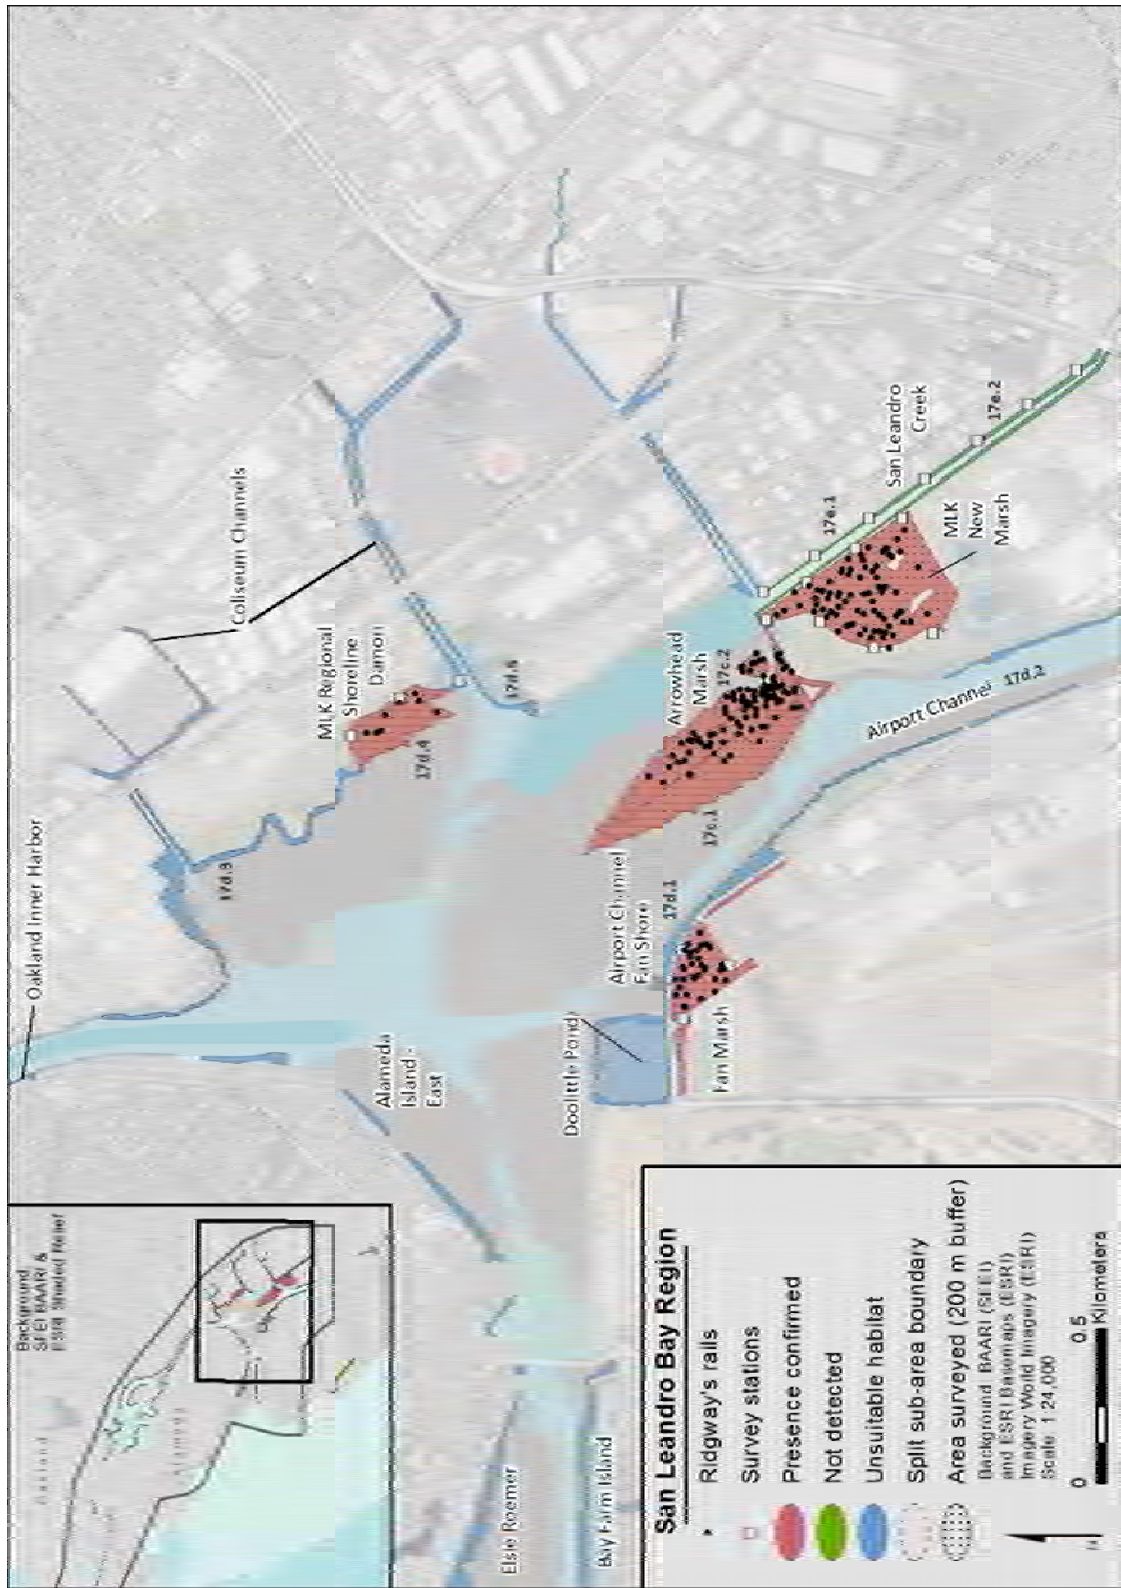 Background
SFEI BAARI &
ESRI Shaded Relief
Oakland Inner Harbor
Coliseum Channels
MLK Regional
Shoreline -
Damon
17d.3
17d.4
17d.6
Alameda
Island -
East
Elsie Roemer
Bay Farm Island
Doolittle Pond
Airport Channel
Fan Shore
17d.1
Fan Marsh
Arrowhead
Marsh
17c.2
17c.1
Airport Channel
17d.2
San Leandro
Creek
17e.1
17e.2
MLK
New
Marsh
San Leandro Bay Region
Ridgway's rails
Survey stations
Presence confirmed
Not detected
Unsuitable habitat
Split sub-area boundary
Area surveyed (200 m buffer)
Background: BAARI (SFEI)
and ESRI Basemaps (ESRI)
Imagery World Imagery (ESRI)
Scale 1:24,000
0 0.5
Kilometers